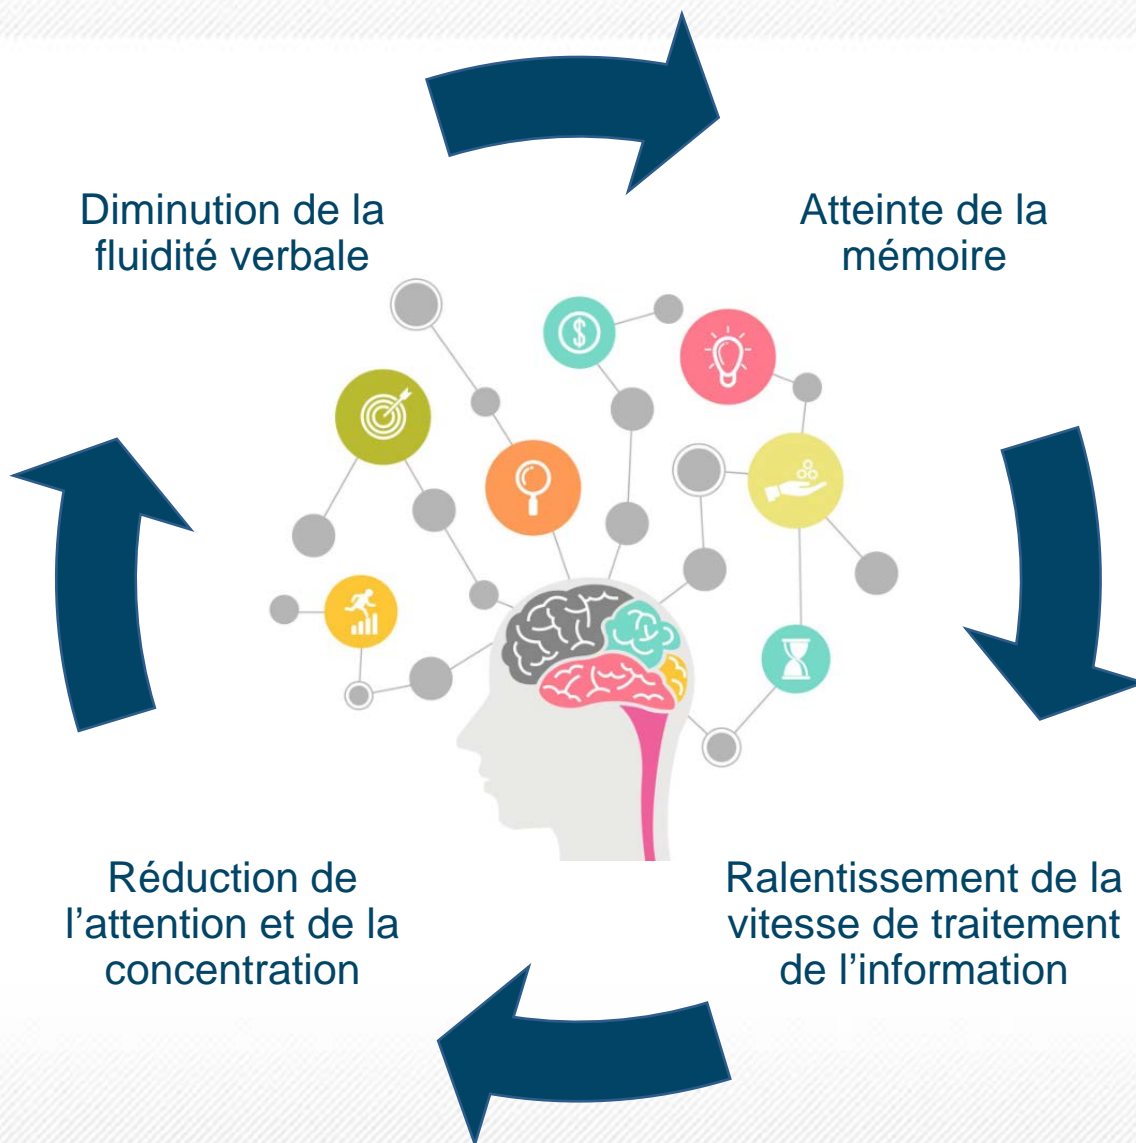 Diminution de la
fluidité verbale
Atteinte de la
mémoire
$
Réduction de
l’attention et de la
concentration
Ralentissement de la
vitesse de traitement
de l’information